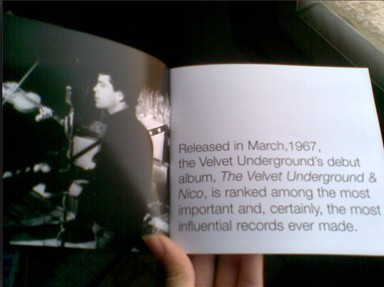 Released in March,1967,
the Velvet Underground's debut
album, The Velvet Underground &
Nico, is ranked among the most
important and, certainly, the most
influential records ever made.